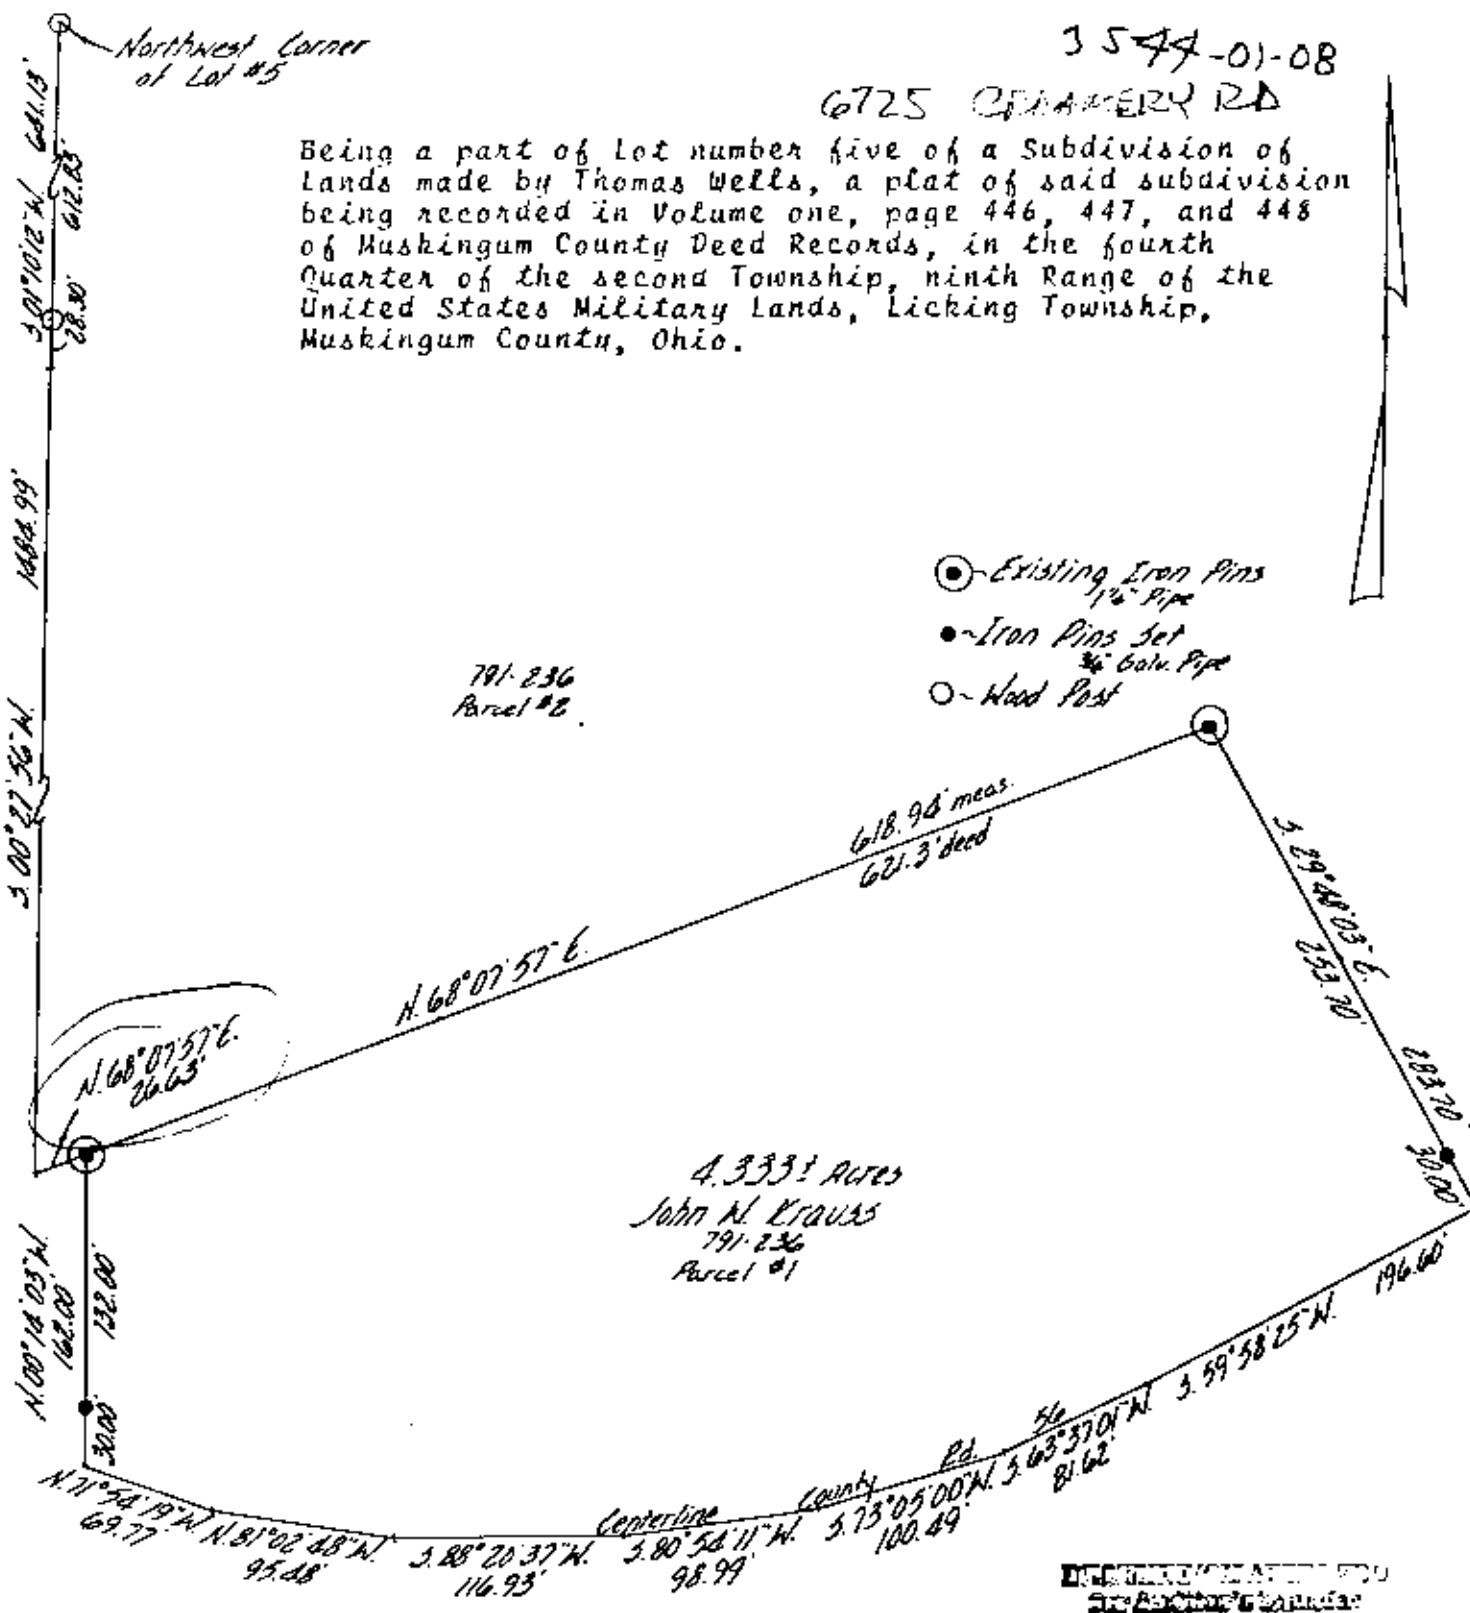 Northwest Corner
of Lot #5
3544-01-08
6725 CREAMERY RD
Being a part of Lot number five of a Subdivision of
Lands made by Thomas Wells, a plat of said subdivision
being recorded in Volume one, page 446, 447, and 448
of Muskingum County Deed Records, in the fourth
Quarter of the second Township, ninth Range of the
United States Military Lands, Licking Township,
Muskingum County, Ohio.
S. 01°10'12" W. 641.13'
612.83'
28.30'
1484.99'
S. 00°27'56" W.
Existing Iron Pins
1¼" Pipe
Iron Pins Set
¾" Galv. Pipe
Wood Post
791-236
Parcel #2
618.94' meas.
621.3' deed
N. 68°07'57" E.
S. 29°48'03" E.
253.70'
283.70'
30.00'
N. 68°07'57" E.
26.63'
4.333± Acres
John W. Krauss
791-236
Parcel #1
N. 00°14'03" W.
162.00'
132.00'
30.00'
196.60'
S. 59°58'25" W.
S. 63°37'01" W.
81.62'
Centerline County Rd. 56
S. 73°05'00" W.
100.49'
S. 80°54'11" W.
98.99'
S. 88°20'37" W.
116.93'
N. 81°02'48" W.
95.48'
N. 71°54'19" W.
69.77'